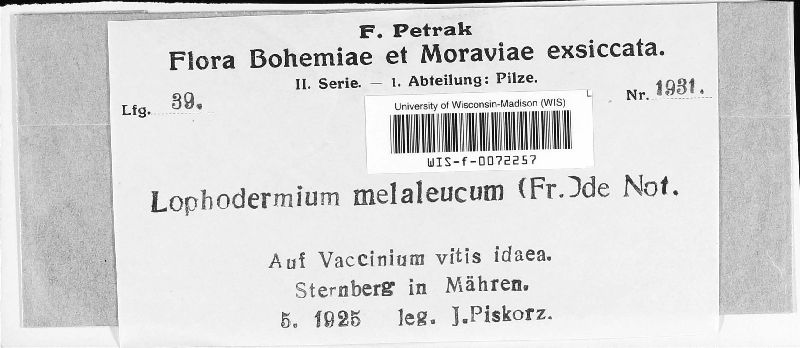 F. Petrak
Flora Bohemiae et Moraviae exsiccata.
II. Serie. — 1. Abteilung: Pilze.
Lfg. 39.
Nr. 1931.
University of Wisconsin-Madison (WIS)
WIS-f-0072257
Lophodermium melaleucum (Fr.)de Not.
Auf Vaccinium vitis idaea.
Sternberg in Mähren.
5. 1925 leg. J.Piskorz.